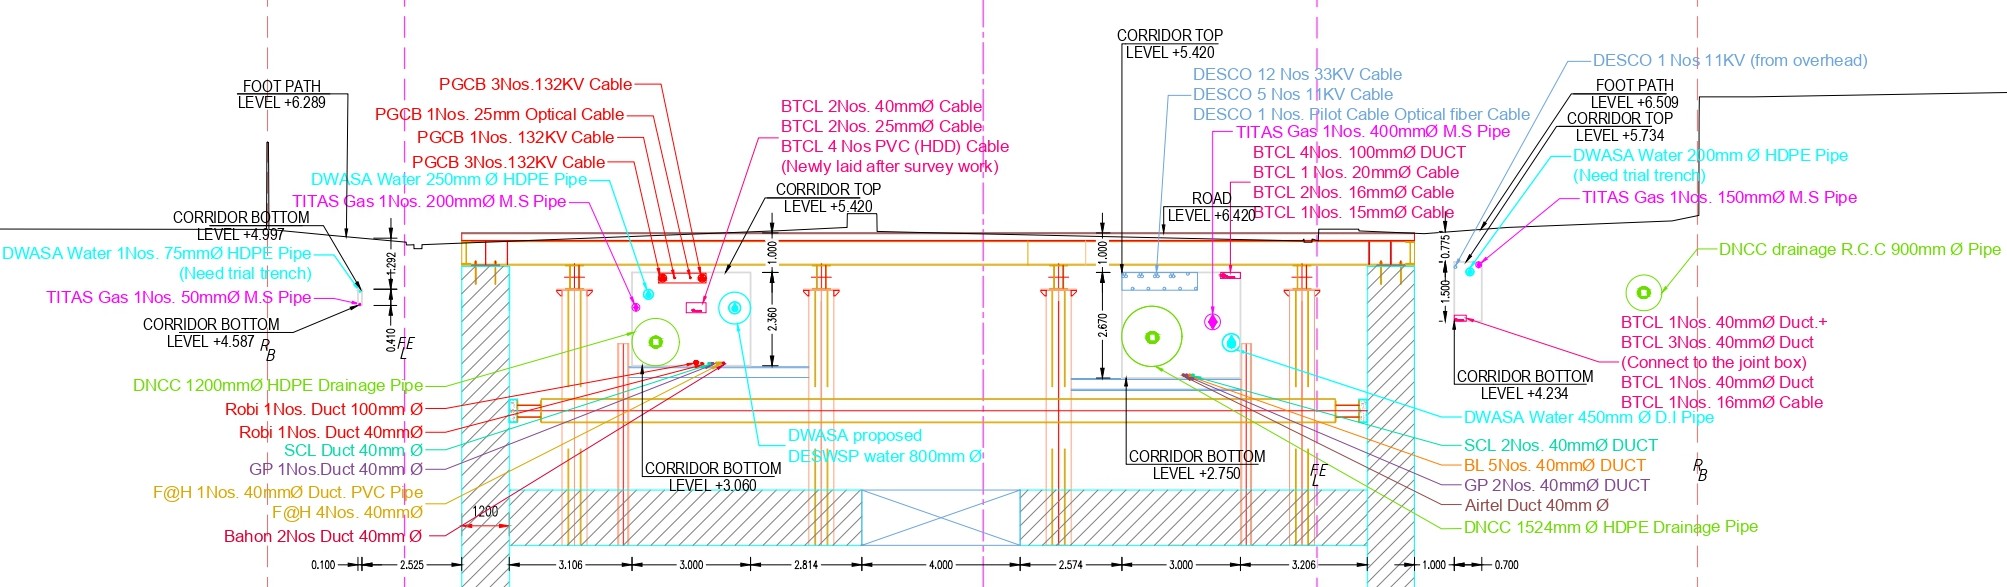 CORRIDOR TOP
LEVEL +5.420
DESCO 1 Nos 11KV (from overhead)
FOOT PATH
LEVEL +6.289
PGCB 3Nos.132KV Cable
PGCB 1Nos. 25mm Optical Cable
PGCB 1Nos. 132KV Cable
PGCB 3Nos.132KV Cable
DWASA Water 250mm Ø HDPE Pipe
TITAS Gas 1Nos. 200mmØ M.S Pipe
BTCL 2Nos. 40mmØ Cable
BTCL 2Nos. 25mmØ Cable
BTCL 4 Nos PVC (HDD) Cable
(Newly laid after survey work)
CORRIDOR TOP
LEVEL +5.420
DESCO 12 Nos 33KV Cable
DESCO 5 Nos 11KV Cable
DESCO 1 Nos. Pilot Cable Optical fiber Cable
TITAS Gas 1Nos. 400mmØ M.S Pipe
BTCL 4Nos. 100mmØ DUCT
BTCL 1 Nos. 20mmØ Cable
BTCL 2Nos. 16mmØ Cable
BTCL 1Nos. 15mmØ Cable
ROAD
LEVEL +6.420
FOOT PATH
LEVEL +6.509
CORRIDOR TOP
LEVEL +5.734
DWASA Water 200mm Ø HDPE Pipe
(Need trial trench)
TITAS Gas 1Nos. 150mmØ M.S Pipe
DNCC drainage R.C.C 900mm Ø Pipe
CORRIDOR BOTTOM
LEVEL +4.997
DWASA Water 1Nos. 75mmØ HDPE Pipe
(Need trial trench)
TITAS Gas 1Nos. 50mmØ M.S Pipe
CORRIDOR BOTTOM
LEVEL +4.587
R
B
1.292
0.410
FE
L
1.000
2.360
1.000
2.670
0.775
1.500
BTCL 1Nos. 40mmØ Duct.+
BTCL 3Nos. 40mmØ Duct
(Connect to the joint box)
BTCL 1Nos. 40mmØ Duct
BTCL 1Nos. 16mmØ Cable
CORRIDOR BOTTOM
LEVEL +4.234
DNCC 1200mmØ HDPE Drainage Pipe
Robi 1Nos. Duct 100mm Ø
Robi 1Nos. Duct 40mmØ
SCL Duct 40mm Ø
GP 1Nos.Duct 40mm Ø
F@H 1Nos. 40mmØ Duct. PVC Pipe
F@H 4Nos. 40mmØ
Bahon 2Nos Duct 40mm Ø
1200
DWASA proposed
DESWSP water 800mm Ø
CORRIDOR BOTTOM
LEVEL +3.060
CORRIDOR BOTTOM
LEVEL +2.750
FE
L
DWASA Water 450mm Ø D.I Pipe
SCL 2Nos. 40mmØ DUCT
BL 5Nos. 40mmØ DUCT
GP 2Nos. 40mmØ DUCT
Airtel Duct 40mm Ø
DNCC 1524mm Ø HDPE Drainage Pipe
R
B
0.100 2.525 3.106 3.000 2.814 4.000 2.574 3.000 3.206 1.000 0.700